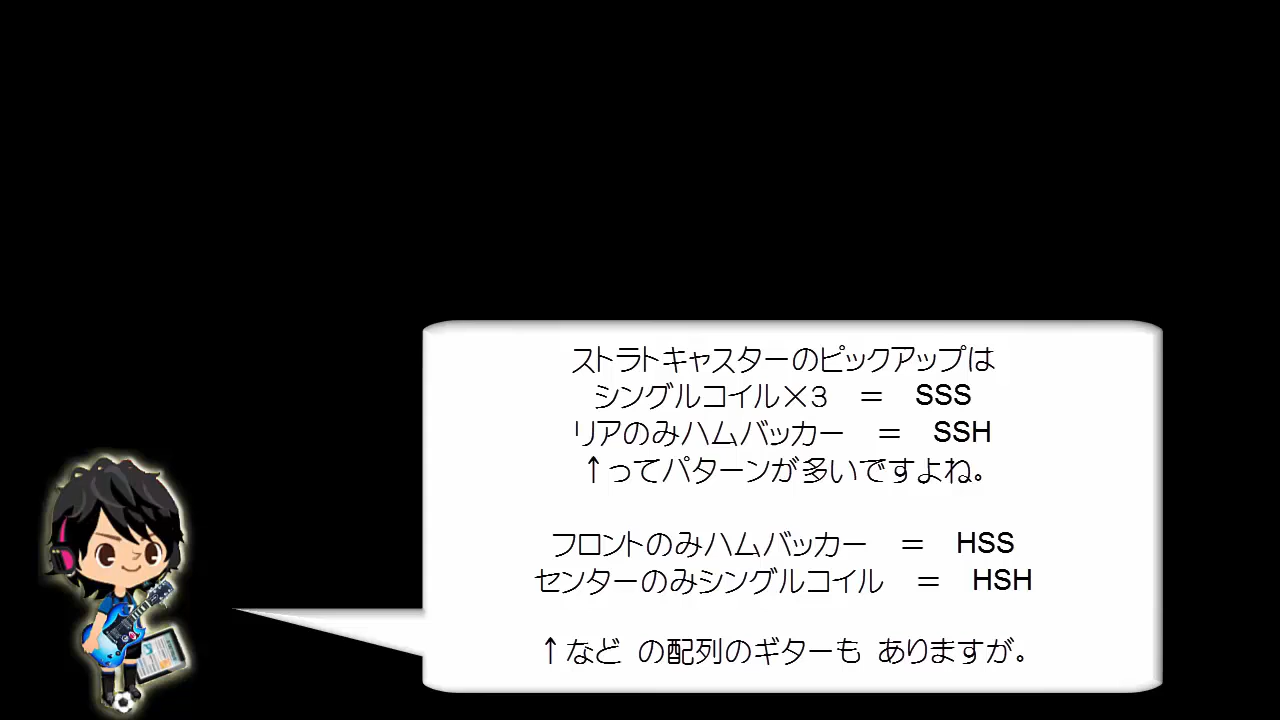 ストラトキャスターのピックアップは
シングルコイル×3 = SSS
リアのみハムバッカー = SSH
↑ってパターンが多いですよね。
フロントのみハムバッカー = HSS
センターのみシングルコイル = HSH
↑など の配列のギターも ありますが。